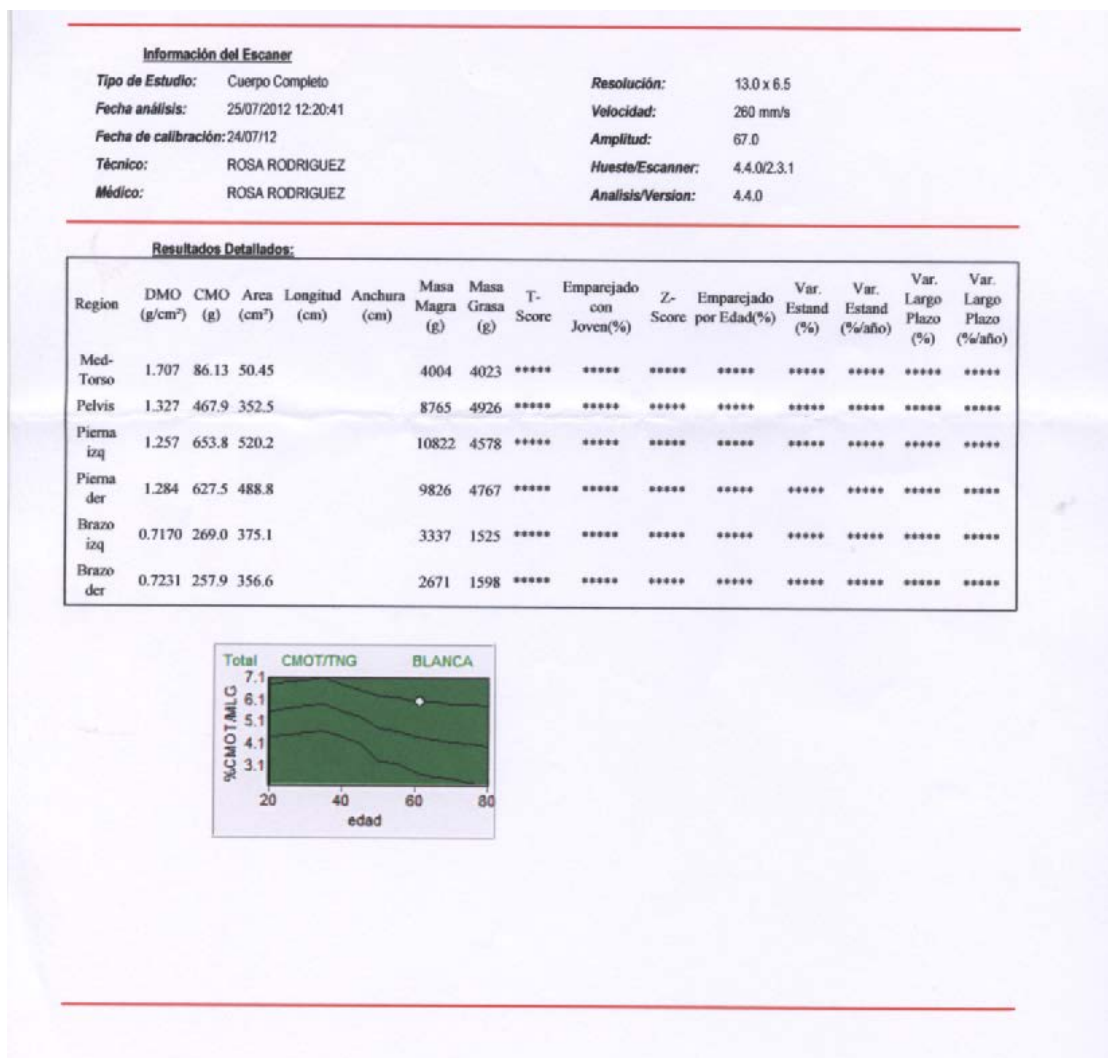 Información del Escaner
Tipo de Estudio: Cuerpo Completo Resolución: 13.0 x 6.5
Fecha análisis: 25/07/2012 12:20:41 Velocidad: 260 mm/s
Fecha de calibración: 24/07/12 Amplitud: 67.0
Técnico: ROSA RODRIGUEZ Hueste/Escanner: 4.4.0/2.3.1
Médico: ROSA RODRIGUEZ Analisis/Version: 4.4.0
Resultados Detallados:
Region DMO (g/cm²) CMO (g) Area (cm²) Longitud (cm) Anchura (cm) Masa Magra (g) Masa Grasa (g) T-Score Emparejado con Joven(%) Z-Score Emparejado por Edad(%) Var. Estand (%) Var. Estand (%/año) Var. Largo Plazo (%) Var. Largo Plazo (%/año)
Med-Torso 1.707 86.13 50.45 4004 4023 ***** ***** ***** ***** ***** ***** ***** *****
Pelvis 1.327 467.9 352.5 8765 4926 ***** ***** ***** ***** ***** ***** ***** *****
Pierna izq 1.257 653.8 520.2 10822 4578 ***** ***** ***** ***** ***** ***** ***** *****
Pierna der 1.284 627.5 488.8 9826 4767 ***** ***** ***** ***** ***** ***** ***** *****
Brazo izq 0.7170 269.0 375.1 3337 1525 ***** ***** ***** ***** ***** ***** ***** *****
Brazo der 0.7231 257.9 356.6 2671 1598 ***** ***** ***** ***** ***** ***** ***** *****
Total CMOT/TNG BLANCA
7.1
6.1
5.1
4.1
3.1
%CMOT/MLG
20 40 60 80
edad